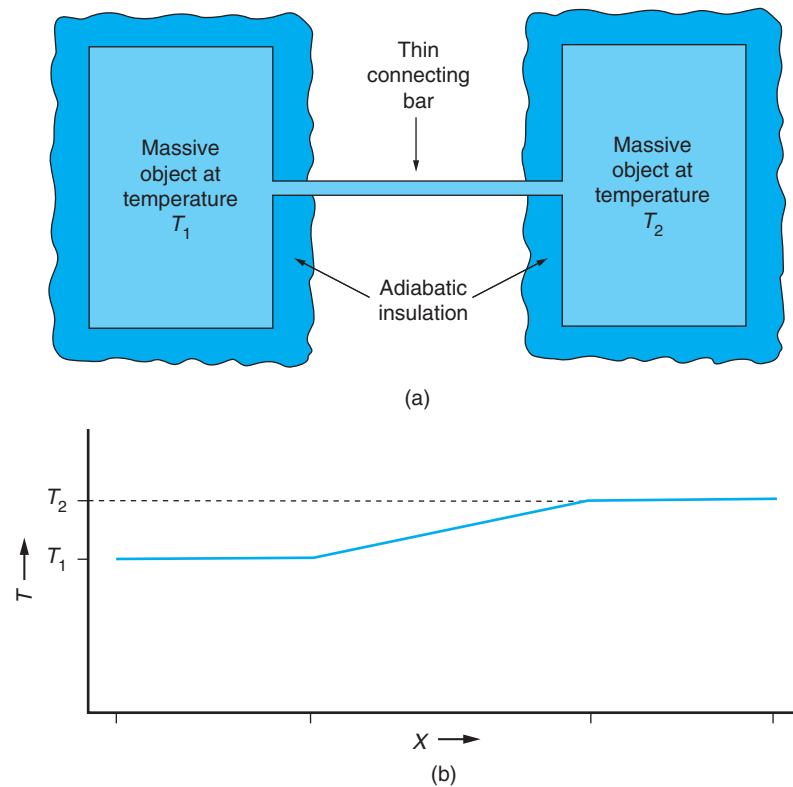 Thin
connecting
bar
Massive
object at
temperature
T1
Massive
object at
temperature
T2
Adiabatic
insulation
(a)
T2
T1
T
X
(b)